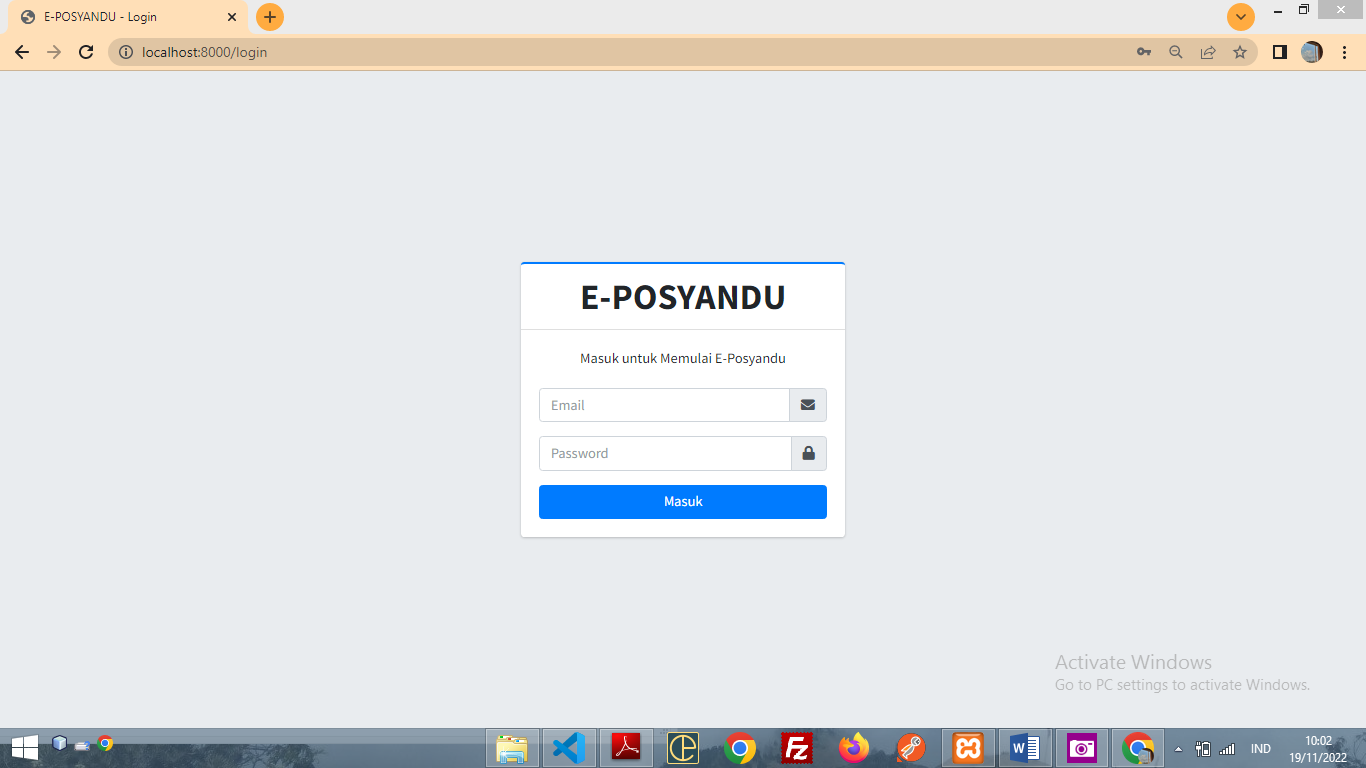 E-POSYANDU - Login
localhost:8000/login
E-POSYANDU
Masuk untuk Memulai E-Posyandu
Email
Password
Masuk
Activate Windows
Go to PC settings to activate Windows.
IND
10:02
19/11/2022